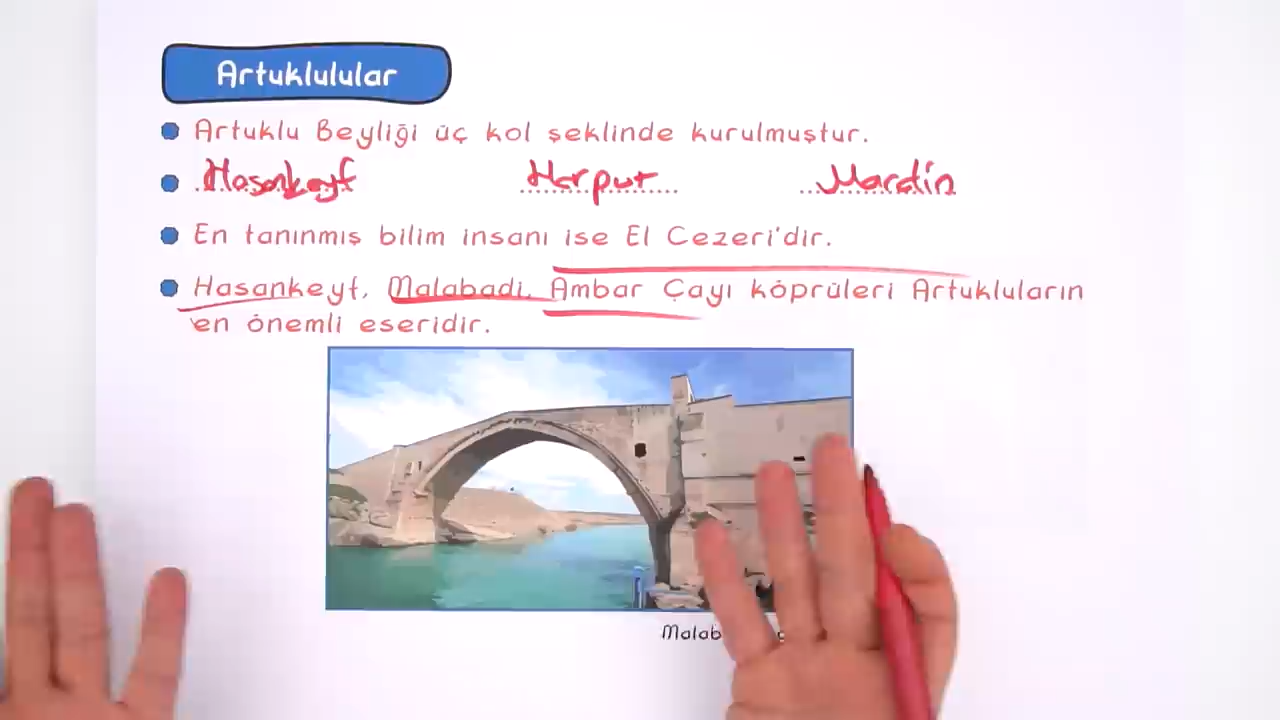 Artuklulular
Artuklu Beyliği üç kol şeklinde kurulmuştur.
Hasankeyf Harput Mardin
En tanınmış bilim insanı ise El Cezeri'dir.
Hasankeyf, Malabadi, Ambar Çayı köprüleri Artukluların
en önemli eseridir.